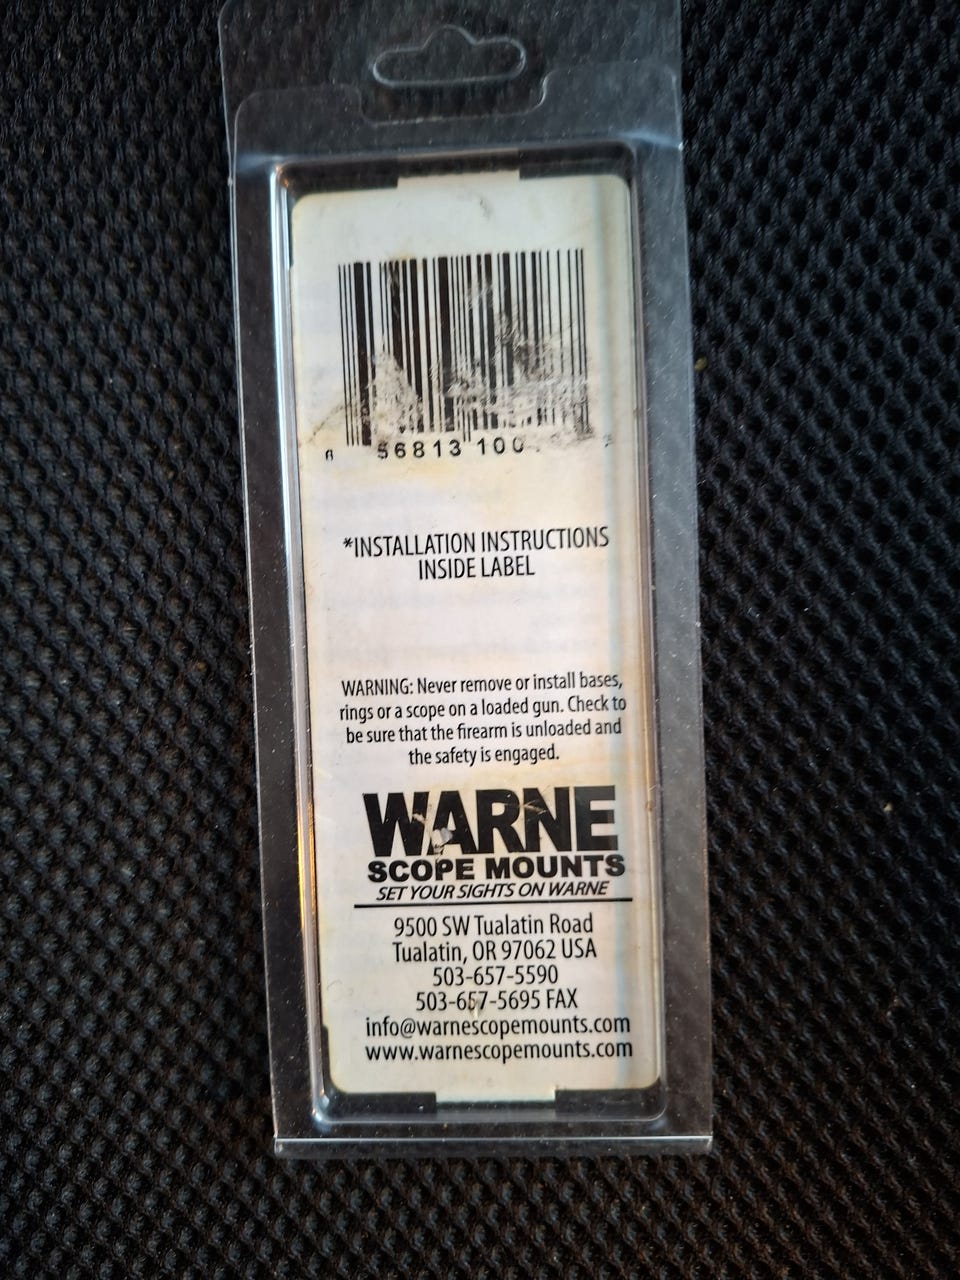 56813 100
*INSTALLATION INSTRUCTIONS
INSIDE LABEL
WARNING: Never remove or install bases,
rings or a scope on a loaded gun. Check to
be sure that the firearm is unloaded and
the safety is engaged.
WARNE
SCOPE MOUNTS
SET YOUR SIGHTS ON WARNE
9500 SW Tualatin Road
Tualatin, OR 97062 USA
503-657-5590
503-657-5695 FAX
info@warnescopemounts.com
www.warnescopemounts.com